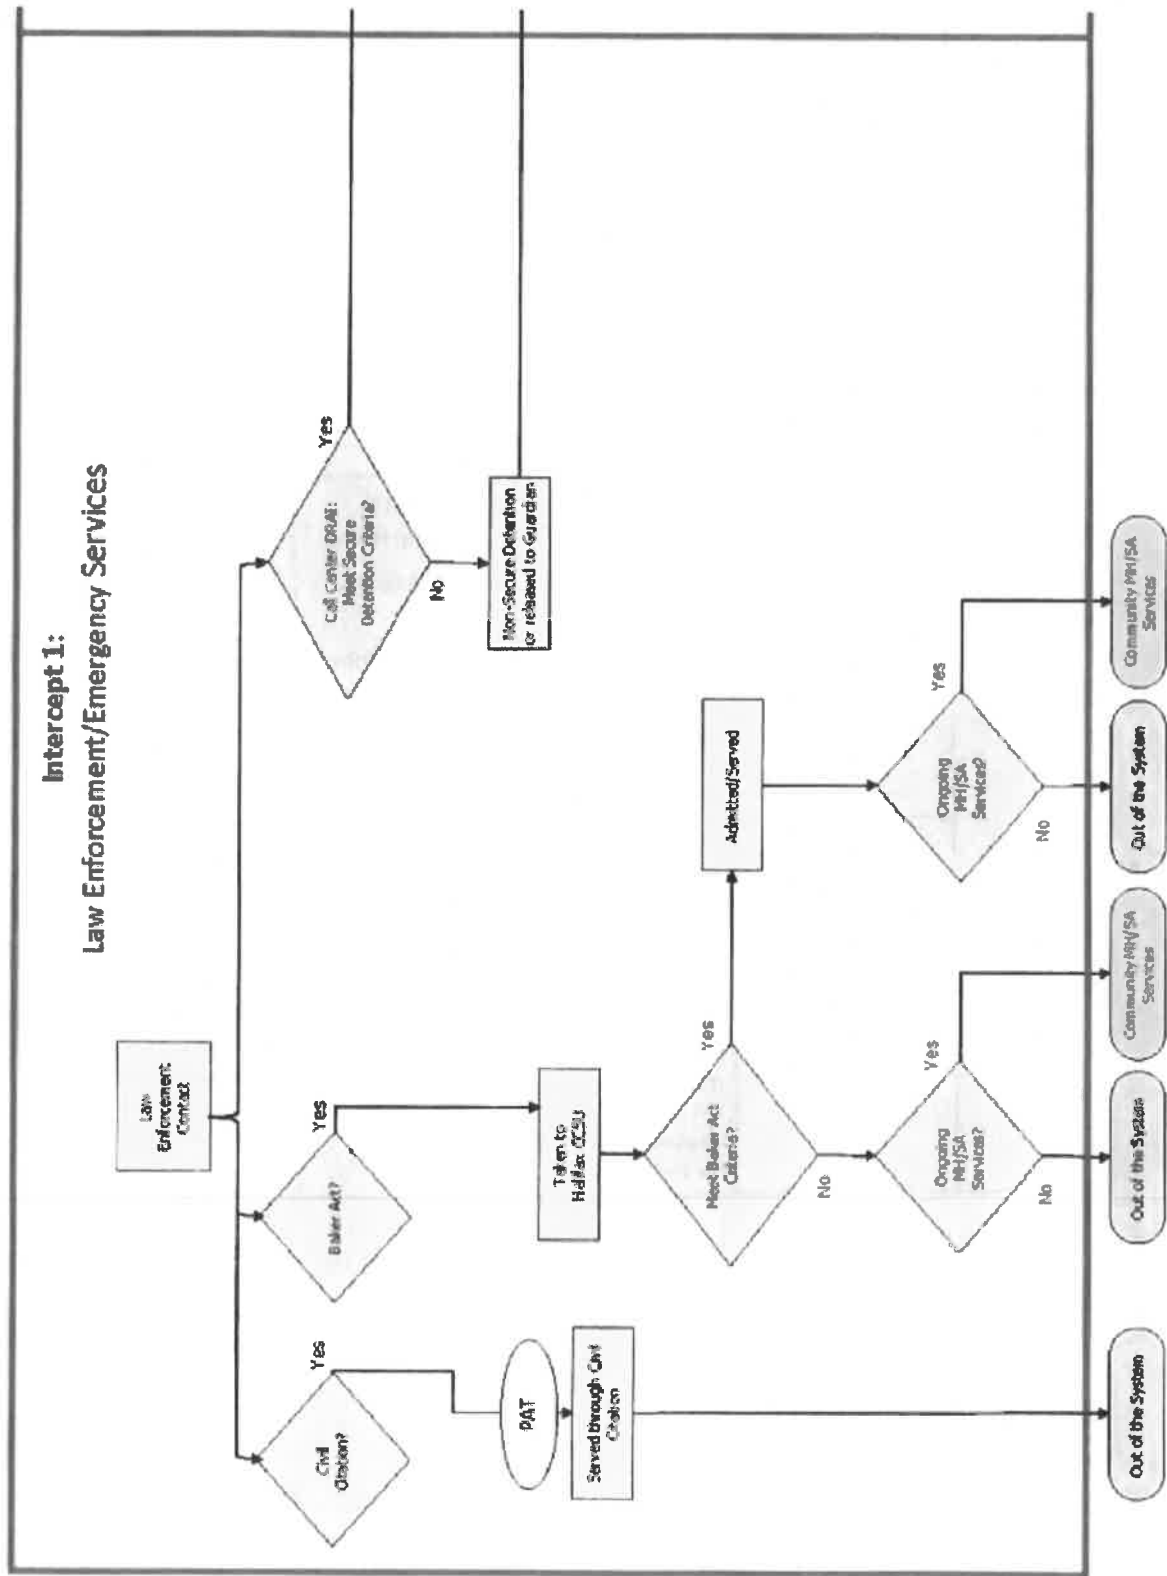 Intercept 1:
Law Enforcement/Emergency Services
Law
Enforcement
Contact
Civil
Citation?
Yes
PAT
Served through Civil
Citation
Out of the System
Baker Act?
Yes
Taken to
Halifax CCSU
Meet Baker Act
Criteria?
Yes
No
Ongoing
MH/SA
Services?
Yes
No
Out of the System
Community MH/SA
Services
Admitted/Served
Ongoing
MH/SA
Services?
Yes
No
Out of the System
Community MH/SA
Services
Call Center DRAI:
Meet Secure
Detention Criteria?
Yes
No
Non-Secure Detention
or released to Guardian